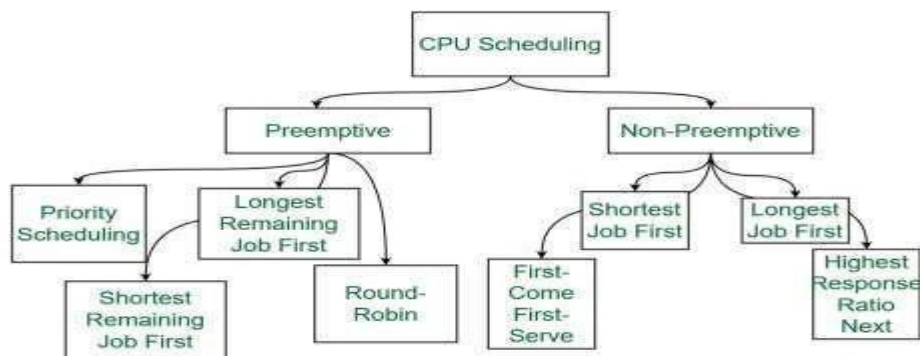 CPU Scheduling
Preemptive
Non-Preemptive
Priority
Scheduling
Longest
Remaining
Job First
Shortest
Remaining
Job First
Round-
Robin
Shortest
Job First
Longest
Job First
First-
Come
First-
Serve
Highest
Response
Ratio
Next